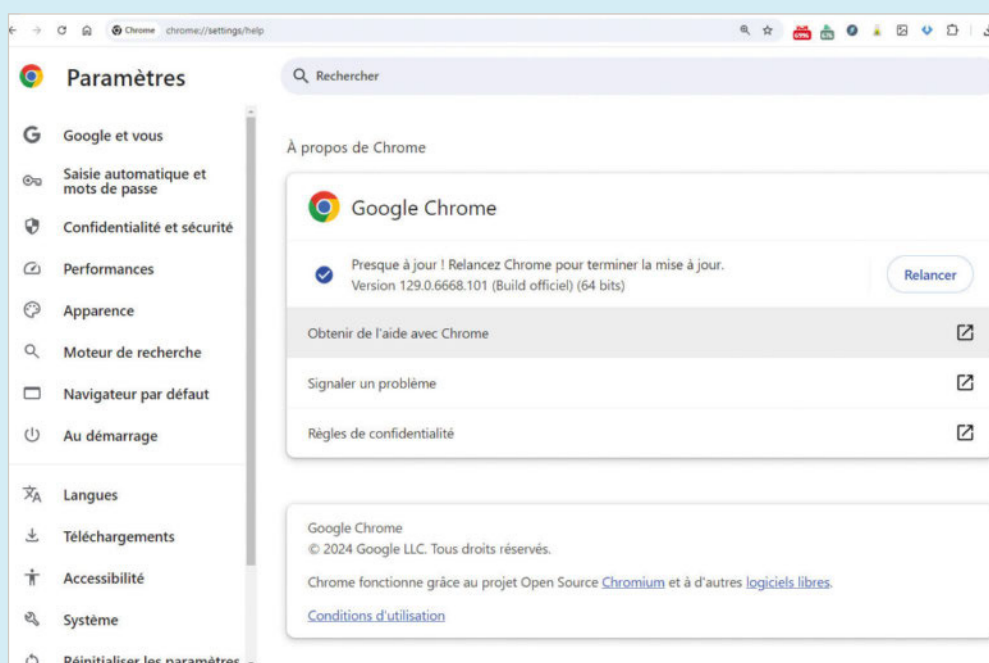 Chrome chrome://settings/help
Paramètres
Rechercher
Google et vous
Saisie automatique et
mots de passe
Confidentialité et sécurité
Performances
Apparence
Moteur de recherche
Navigateur par défaut
Au démarrage
Langues
Téléchargements
Accessibilité
Système
Réinitialiser les paramètres
À propos de Chrome
Google Chrome
Presque à jour ! Relancez Chrome pour terminer la mise à jour.
Version 129.0.6668.101 (Build officiel) (64 bits)
Relancer
Obtenir de l'aide avec Chrome
Signaler un problème
Règles de confidentialité
Google Chrome
© 2024 Google LLC. Tous droits réservés.
Chrome fonctionne grâce au projet Open Source Chromium et à d'autres logiciels libres.
Conditions d'utilisation